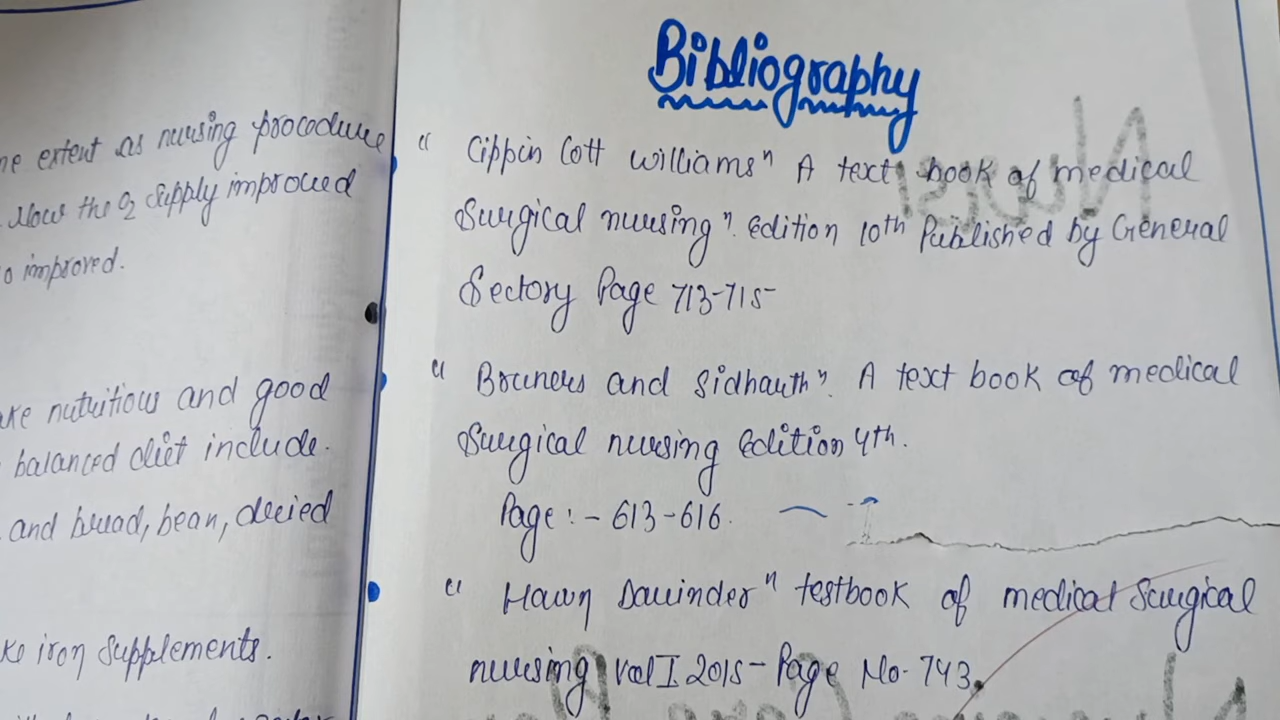 ne extent as nursing procedure
. Now the O2 Supply improved
o improved.
ake nutritious and good
balanced diet include.
and bread, bean, dried
ke iron supplements.
Bibliography
" Cippin Cott Williams" A text book of medical
Surgical nursing". Edition 10th Published by General
Sectory Page 713-715
" Bruners and Sidharth". A text book of medical
Surgical nursing Edition 4th.
Page :- 613-616.
" Hawn Davinder" testbook of medical Surgical
nursing Vol I 2015- Page No- 743.